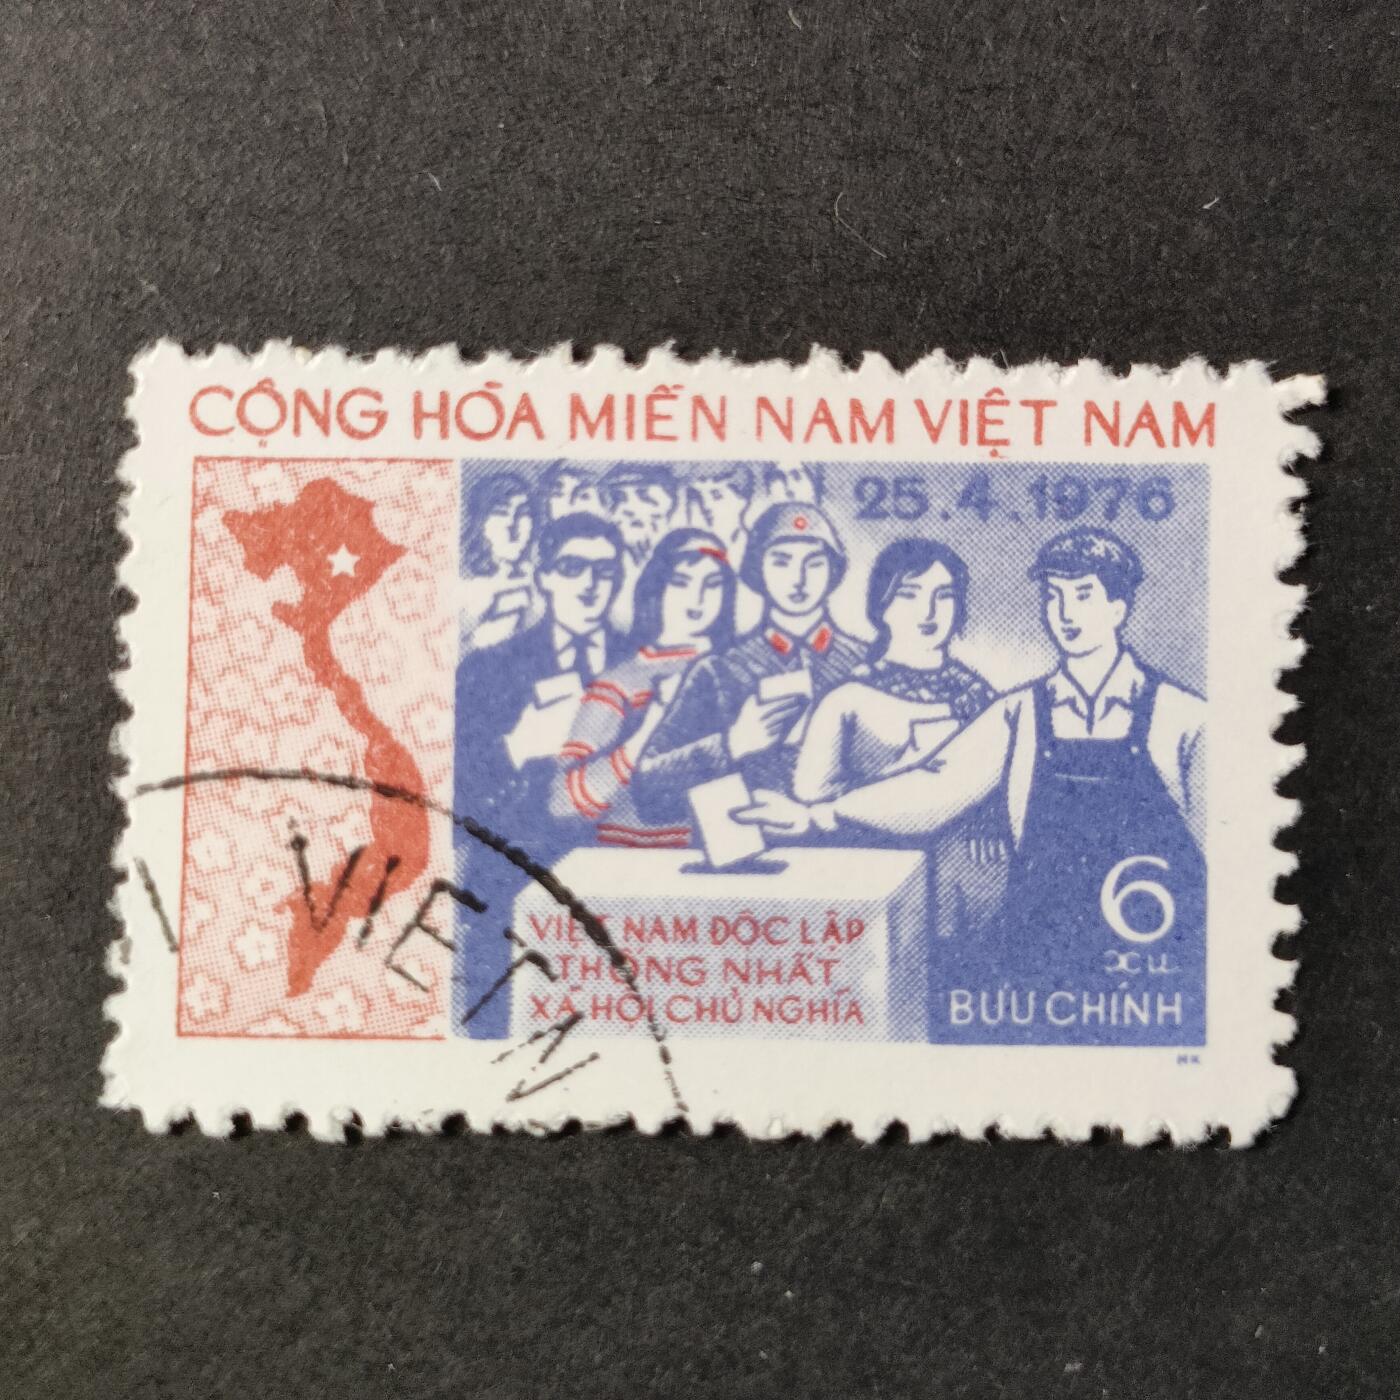 CỘNG HÒA MIỀN NAM VIỆT NAM
25.4.1976
VIỆT NAM ĐỘC LẬP
THỐNG NHẤT
XÃ HỘI CHỦ NGHĨA
6
xu
BƯU CHÍNH
HK
VIET N